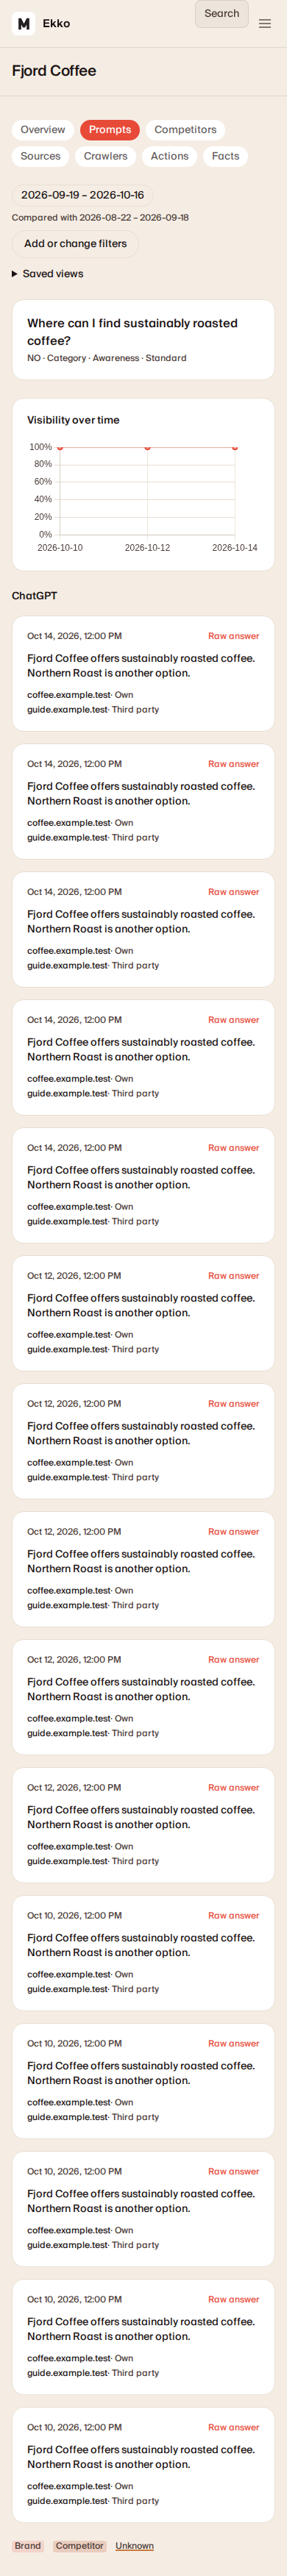 M Ekko
Search
Fjord Coffee
Overview Prompts Competitors
Sources Crawlers Actions Facts
2026-09-19 – 2026-10-16
Compared with 2026-08-22 – 2026-09-18
Add or change filters
Saved views
Where can I find sustainably roasted
coffee?
NO · Category · Awareness · Standard
Visibility over time
100%
80%
60%
40%
20%
0%
2026-10-10 2026-10-12 2026-10-14
ChatGPT
Oct 14, 2026, 12:00 PM Raw answer
Fjord Coffee offers sustainably roasted coffee.
Northern Roast is another option.
coffee.example.test· Own
guide.example.test· Third party
Oct 14, 2026, 12:00 PM Raw answer
Fjord Coffee offers sustainably roasted coffee.
Northern Roast is another option.
coffee.example.test· Own
guide.example.test· Third party
Oct 14, 2026, 12:00 PM Raw answer
Fjord Coffee offers sustainably roasted coffee.
Northern Roast is another option.
coffee.example.test· Own
guide.example.test· Third party
Oct 14, 2026, 12:00 PM Raw answer
Fjord Coffee offers sustainably roasted coffee.
Northern Roast is another option.
coffee.example.test· Own
guide.example.test· Third party
Oct 14, 2026, 12:00 PM Raw answer
Fjord Coffee offers sustainably roasted coffee.
Northern Roast is another option.
coffee.example.test· Own
guide.example.test· Third party
Oct 12, 2026, 12:00 PM Raw answer
Fjord Coffee offers sustainably roasted coffee.
Northern Roast is another option.
coffee.example.test· Own
guide.example.test· Third party
Oct 12, 2026, 12:00 PM Raw answer
Fjord Coffee offers sustainably roasted coffee.
Northern Roast is another option.
coffee.example.test· Own
guide.example.test· Third party
Oct 12, 2026, 12:00 PM Raw answer
Fjord Coffee offers sustainably roasted coffee.
Northern Roast is another option.
coffee.example.test· Own
guide.example.test· Third party
Oct 12, 2026, 12:00 PM Raw answer
Fjord Coffee offers sustainably roasted coffee.
Northern Roast is another option.
coffee.example.test· Own
guide.example.test· Third party
Oct 12, 2026, 12:00 PM Raw answer
Fjord Coffee offers sustainably roasted coffee.
Northern Roast is another option.
coffee.example.test· Own
guide.example.test· Third party
Oct 10, 2026, 12:00 PM Raw answer
Fjord Coffee offers sustainably roasted coffee.
Northern Roast is another option.
coffee.example.test· Own
guide.example.test· Third party
Oct 10, 2026, 12:00 PM Raw answer
Fjord Coffee offers sustainably roasted coffee.
Northern Roast is another option.
coffee.example.test· Own
guide.example.test· Third party
Oct 10, 2026, 12:00 PM Raw answer
Fjord Coffee offers sustainably roasted coffee.
Northern Roast is another option.
coffee.example.test· Own
guide.example.test· Third party
Oct 10, 2026, 12:00 PM Raw answer
Fjord Coffee offers sustainably roasted coffee.
Northern Roast is another option.
coffee.example.test· Own
guide.example.test· Third party
Oct 10, 2026, 12:00 PM Raw answer
Fjord Coffee offers sustainably roasted coffee.
Northern Roast is another option.
coffee.example.test· Own
guide.example.test· Third party
Brand Competitor Unknown